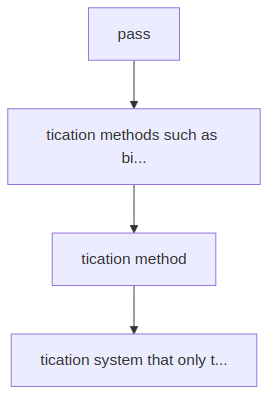 pass
tication methods such as
bi...
tication method
tication system that only t...